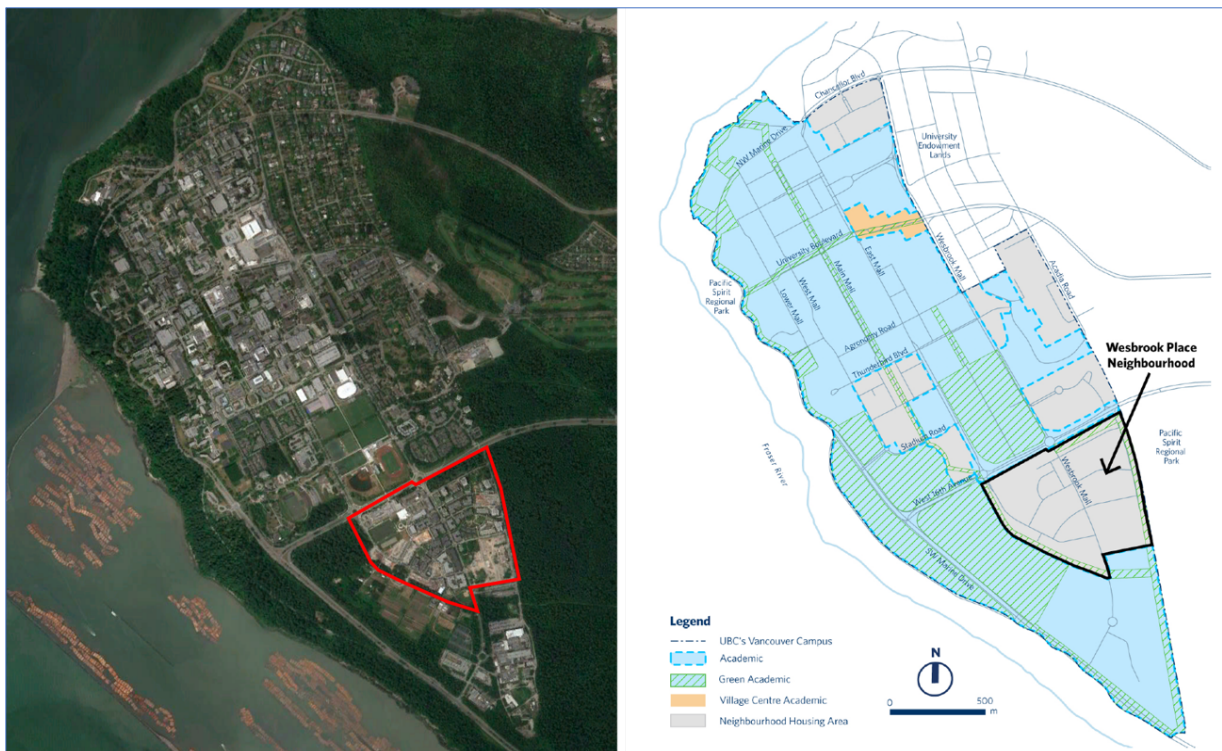 Chancellor Blvd
NW Marine Drive
University
Endowment
Lands
University Boulevard
East Mall
Main Mall
West Mall
Lower Mall
Wesbrook Mall
Acadia Road
Pacific
Spirit
Regional
Park
Agronomy Road
Thunderbird Blvd
Wesbrook Place
Neighbourhood
Stadium Road
West 16th Avenue
Wesbrook Mall
Pacific
Spirit
Regional
Park
Fraser River
SW Marine Drive
Legend
UBC's Vancouver Campus
Academic
Green Academic
Village Centre Academic
Neighbourhood Housing Area
N
0 500
m